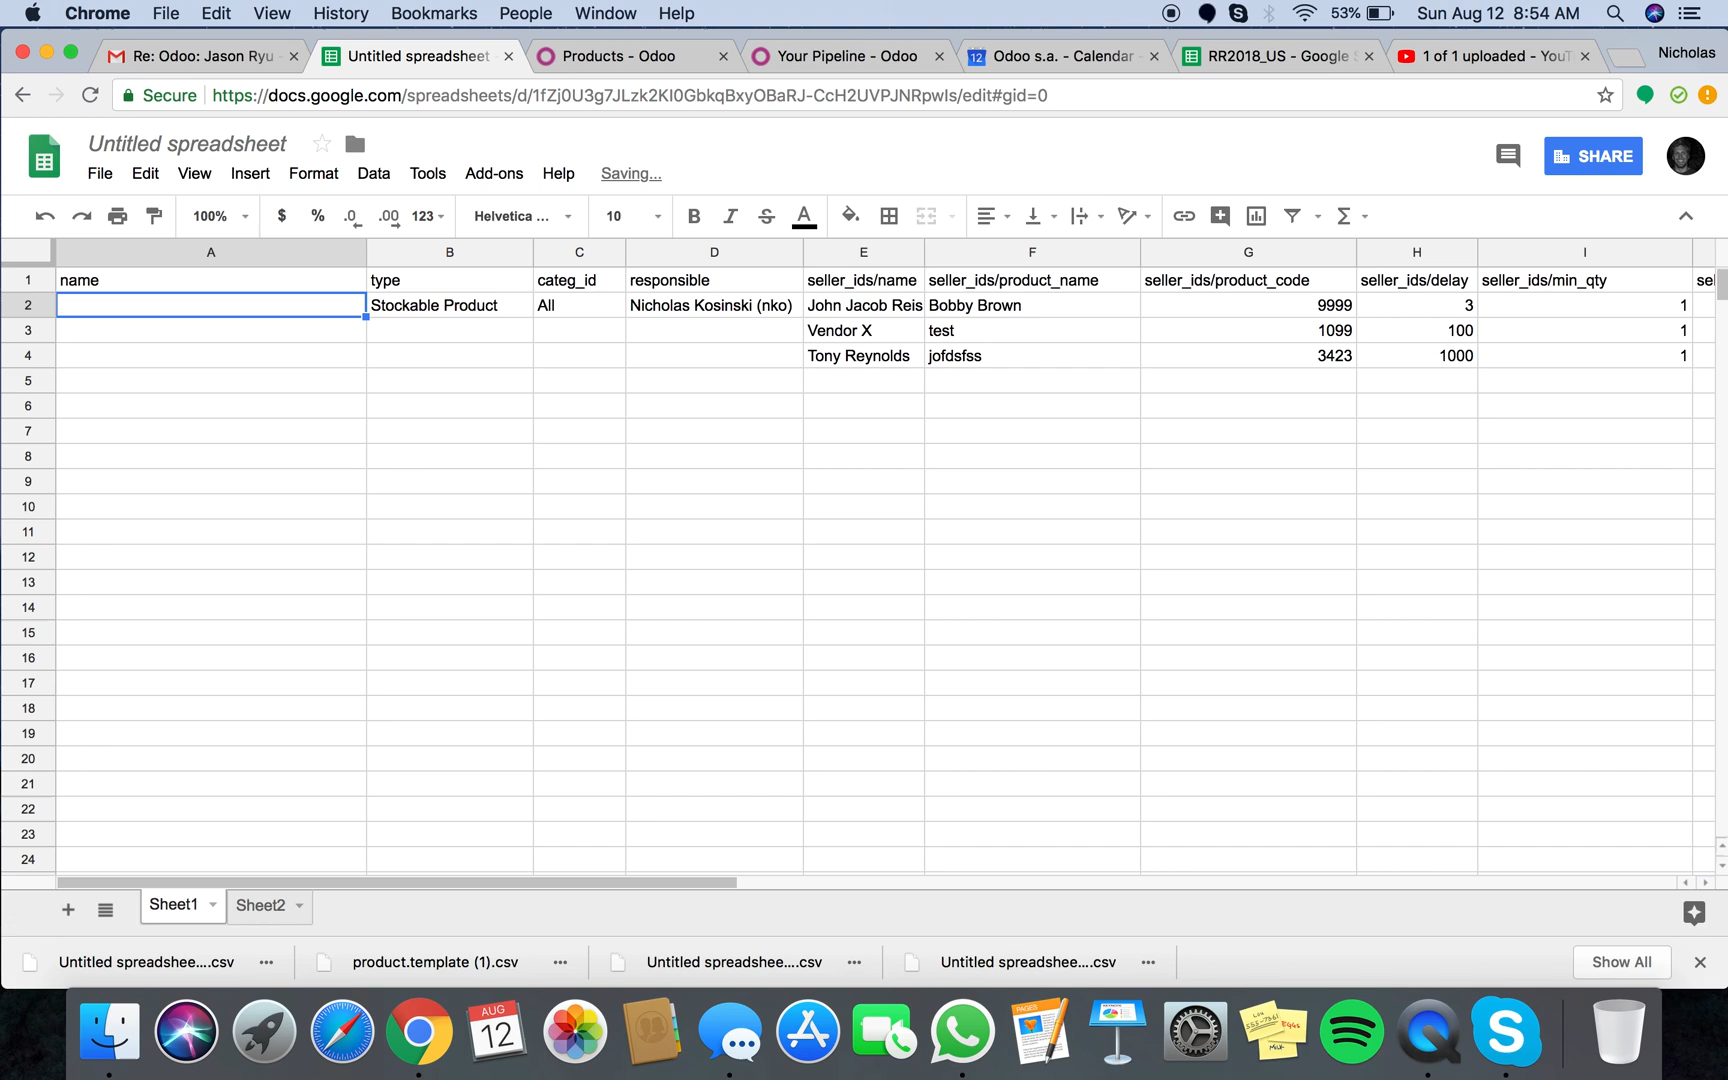 Chrome File Edit View History Bookmarks People Window Help 53% Sun Aug 12 8:54 AM
Re: Odoo: Jason Ryu Untitled spreadsheet Products - Odoo Your Pipeline - Odoo 12 Odoo s.a. - Calendar RR2018_US - Google 1 of 1 uploaded - YouT Nicholas
Secure https://docs.google.com/spreadsheets/d/1fZj0U3g7JLzk2KI0GbkqBxyOBaRJ-CcH2UVPJNRpwIs/edit#gid=0
Untitled spreadsheet
SHARE
File Edit View Insert Format Data Tools Add-ons Help Saving...
100% $ % .0 .00 123 Helvetica ... 10 B I S A Σ
A B C D E F G H I
1 name type categ_id responsible seller_ids/name seller_ids/product_name seller_ids/product_code seller_ids/delay seller_ids/min_qty sel
2 Stockable Product All Nicholas Kosinski (nko) John Jacob Reis Bobby Brown 9999 3 1
3 Vendor X test 1099 100 1
4 Tony Reynolds jofdsfss 3423 1000 1
5
6
7
8
9
10
11
12
13
14
15
16
17
18
19
20
21
22
23
24
+ Sheet1 Sheet2
Untitled spreadshee....csv product.template (1).csv Untitled spreadshee....csv Untitled spreadshee....csv Show All
AUG
12